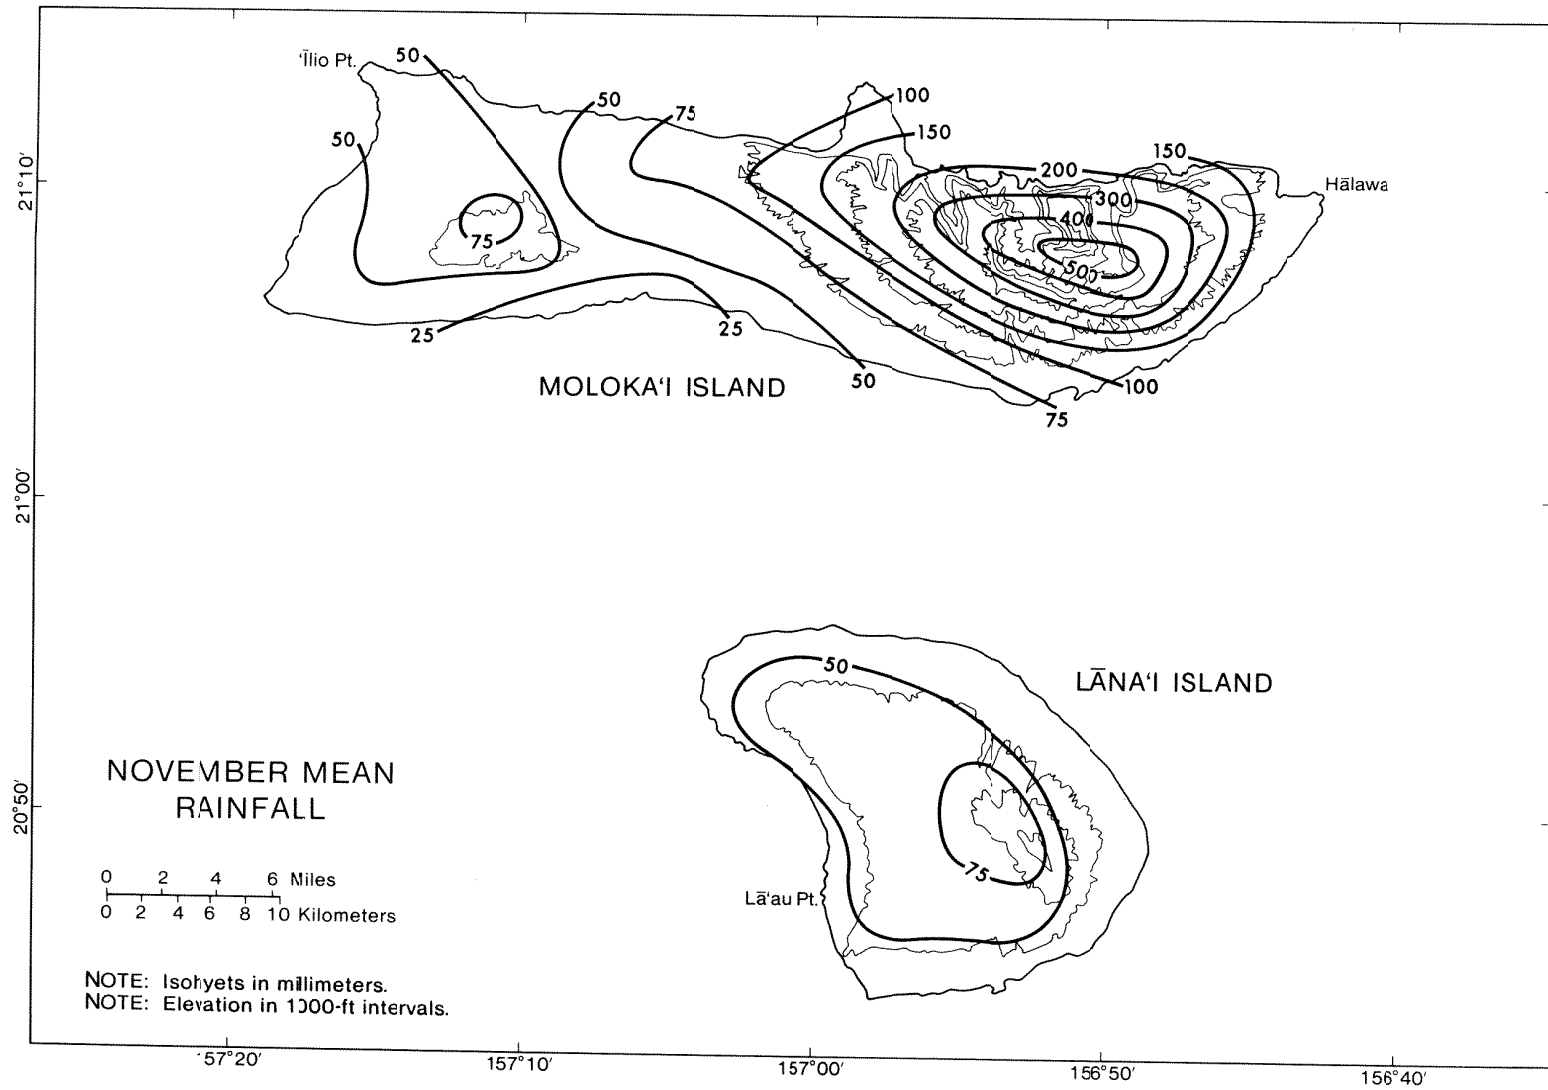 ʻĪlio Pt.
50
50
50
75
100
150
150
200
300
400
500
75
Hālawa
21°10′
25
25
50
100
75
MOLOKAʻI ISLAND
21°00′
50
LĀNAʻI ISLAND
NOVEMBER MEAN
RAINFALL
20°50′
75
Lāʻau Pt.
0 2 4 6 Miles
0 2 4 6 8 10 Kilometers
NOTE: Isohyets in millimeters.
NOTE: Elevation in 1000-ft intervals.
157°20′ 157°10′ 157°00′ 156°50′ 156°40′